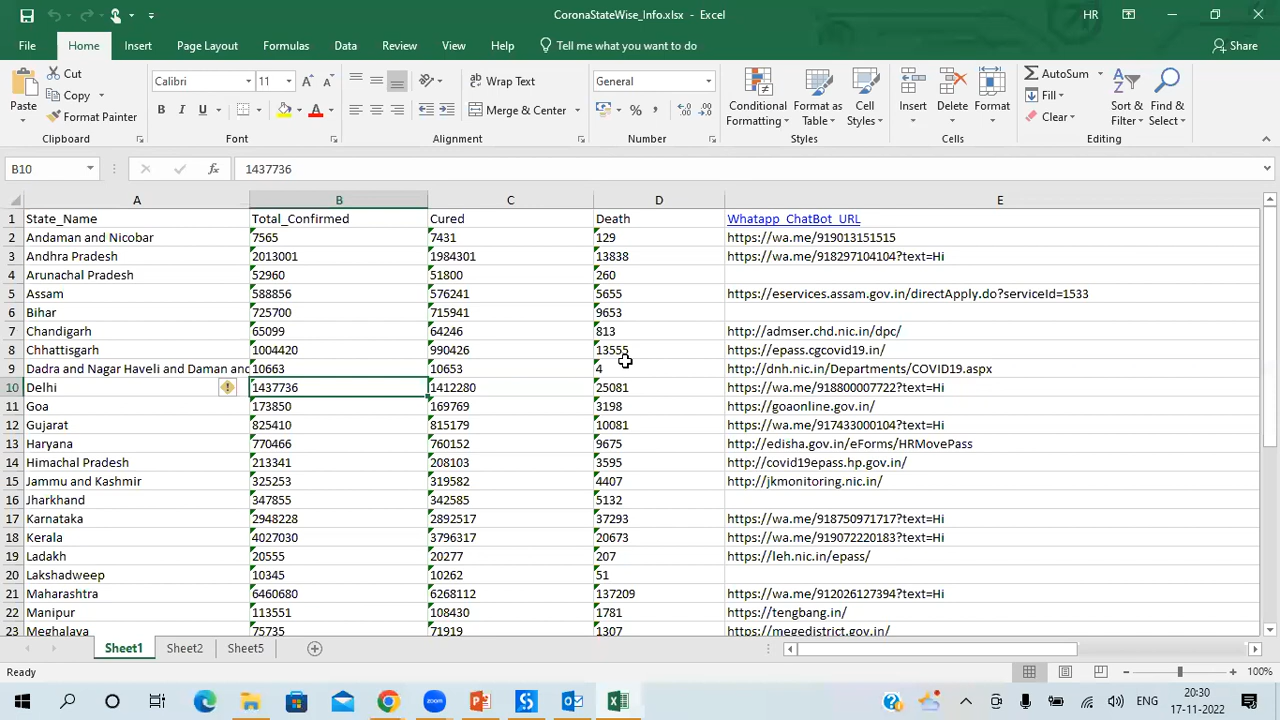 CoronaStateWise_Info.xlsx - Excel
HR
File Home Insert Page Layout Formulas Data Review View Help Tell me what you want to do Share
Paste
Cut
Copy
Format Painter
Clipboard
Calibri 11
B I U
Font
Wrap Text
Merge & Center
Alignment
General
Number
Conditional Formatting
Format as Table
Cell Styles
Styles
Insert Delete Format
Cells
AutoSum
Fill
Clear
Sort & Filter
Find & Select
Editing
B10 fx 1437736
A B C D E
1 State_Name Total_Confirmed Cured Death Whatapp_ChatBot_URL
2 Andaman and Nicobar 7565 7431 129 https://wa.me/919013151515
3 Andhra Pradesh 2013001 1984301 13838 https://wa.me/918297104104?text=Hi
4 Arunachal Pradesh 52960 51800 260
5 Assam 588856 576241 5655 https://eservices.assam.gov.in/directApply.do?serviceId=1533
6 Bihar 725700 715941 9653
7 Chandigarh 65099 64246 813 http://admser.chd.nic.in/dpc/
8 Chhattisgarh 1004420 990426 13555 https://epass.cgcovid19.in/
9 Dadra and Nagar Haveli and Daman and 10663 10653 4 http://dnh.nic.in/Departments/COVID19.aspx
10 Delhi 1437736 1412280 25081 https://wa.me/918800007722?text=Hi
11 Goa 173850 169769 3198 https://goaonline.gov.in/
12 Gujarat 825410 815179 10081 https://wa.me/917433000104?text=Hi
13 Haryana 770466 760152 9675 http://edisha.gov.in/eForms/HRMovePass
14 Himachal Pradesh 213341 208103 3595 http://covid19epass.hp.gov.in/
15 Jammu and Kashmir 325253 319582 4407 http://jkmonitoring.nic.in/
16 Jharkhand 347855 342585 5132
17 Karnataka 2948228 2892517 37293 https://wa.me/918750971717?text=Hi
18 Kerala 4027030 3796317 20673 https://wa.me/919072220183?text=Hi
19 Ladakh 20555 20277 207 https://leh.nic.in/epass/
20 Lakshadweep 10345 10262 51
21 Maharashtra 6460680 6268112 137209 https://wa.me/912026127394?text=Hi
22 Manipur 113551 108430 1781 https://tengbang.in/
23 Meghalaya 75735 71919 1307 https://megedistrict.gov.in/
Sheet1 Sheet2 Sheet5
Ready 100%
zoom ENG 20:30
17-11-2022